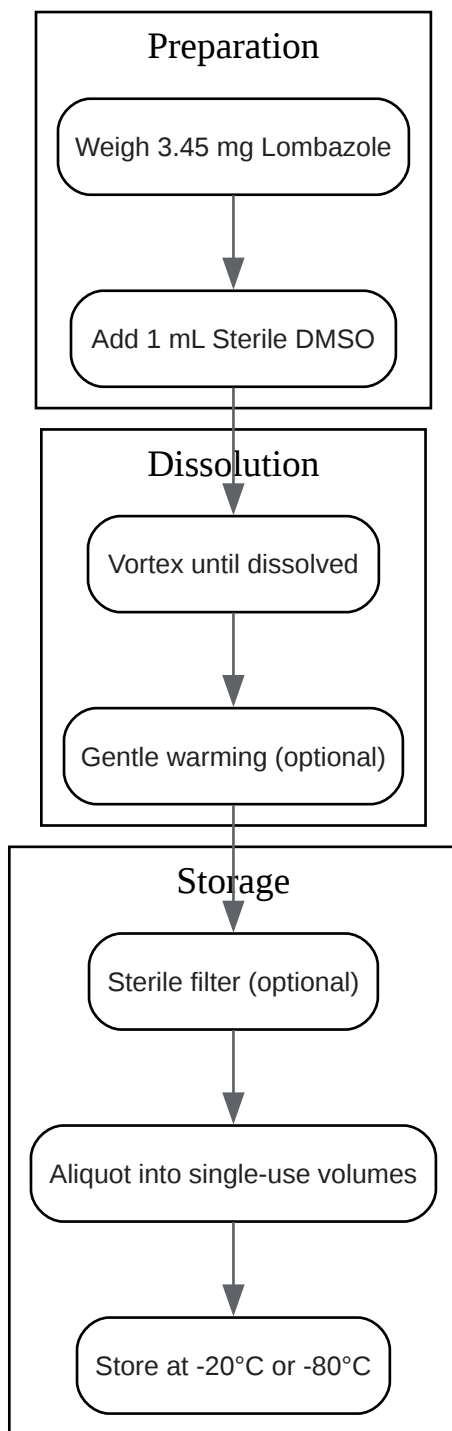 Preparation
Weigh 3.45 mg Lombazole
Add 1 mL Sterile DMSO
Dissolution
Vortex until dissolved
Gentle warming (optional)
Storage
Sterile filter (optional)
Aliquot into single-use volumes
Store at -20°C or -80°C